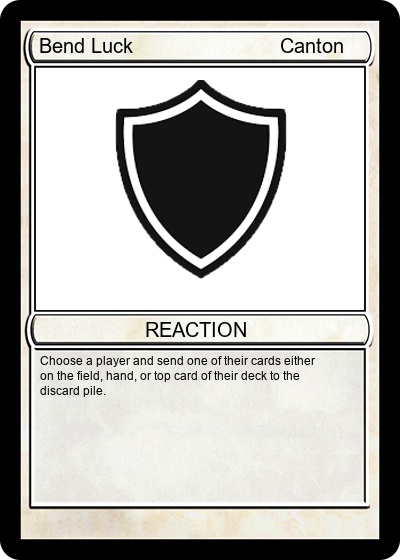 Bend Luck Canton
REACTION
Choose a player and send one of their cards either
on the field, hand, or top card of their deck to the
discard pile.